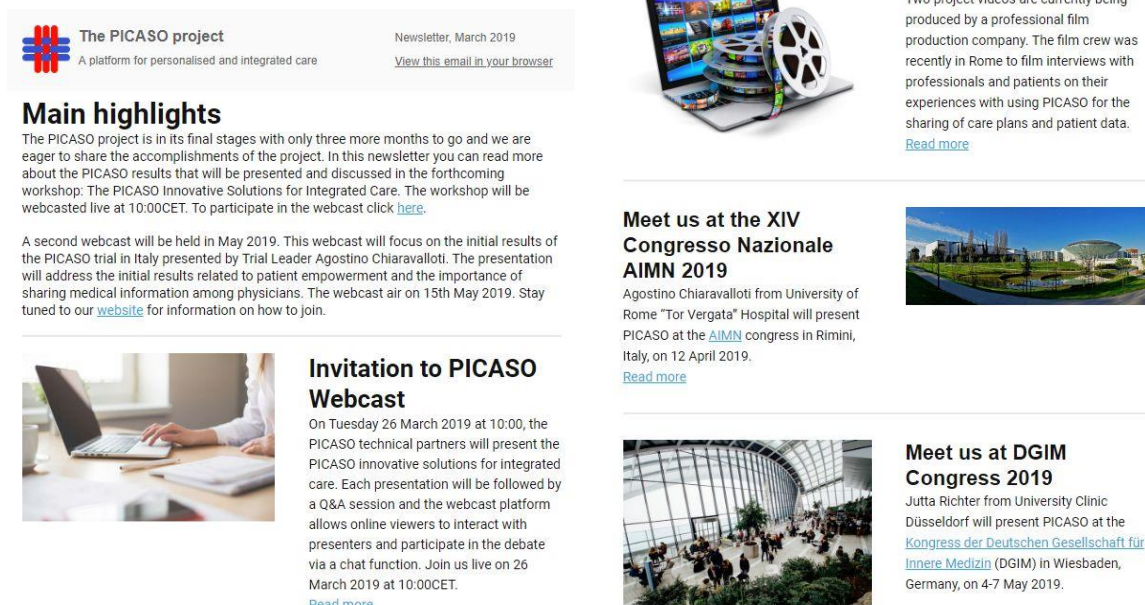 The PICASO project
A platform for personalised and integrated care
Newsletter, March 2019
View this email in your browser
Main highlights
The PICASO project is in its final stages with only three more months to go and we are
eager to share the accomplishments of the project. In this newsletter you can read more
about the PICASO results that will be presented and discussed in the forthcoming
workshop: The PICASO Innovative Solutions for Integrated Care. The workshop will be
webcasted live at 10:00CET. To participate in the webcast click here.
A second webcast will be held in May 2019. This webcast will focus on the initial results of
the PICASO trial in Italy presented by Trial Leader Agostino Chiaravalloti. The presentation
will address the initial results related to patient empowerment and the importance of
sharing medical information among physicians. The webcast air on 15th May 2019. Stay
tuned to our website for information on how to join.
Invitation to PICASO
Webcast
On Tuesday 26 March 2019 at 10:00, the
PICASO technical partners will present the
PICASO innovative solutions for integrated
care. Each presentation will be followed by
a Q&A session and the webcast platform
allows online viewers to interact with
presenters and participate in the debate
via a chat function. Join us live on 26
March 2019 at 10:00CET.
Read more
Two project videos are currently being
produced by a professional film
production company. The film crew was
recently in Rome to film interviews with
professionals and patients on their
experiences with using PICASO for the
sharing of care plans and patient data.
Read more
Meet us at the XIV
Congresso Nazionale
AIMN 2019
Agostino Chiaravalloti from University of
Rome “Tor Vergata” Hospital will present
PICASO at the AIMN congress in Rimini,
Italy, on 12 April 2019.
Read more
Meet us at DGIM
Congress 2019
Jutta Richter from University Clinic
Düsseldorf will present PICASO at the
Kongress der Deutschen Gesellschaft für
Innere Medizin (DGIM) in Wiesbaden,
Germany, on 4-7 May 2019.